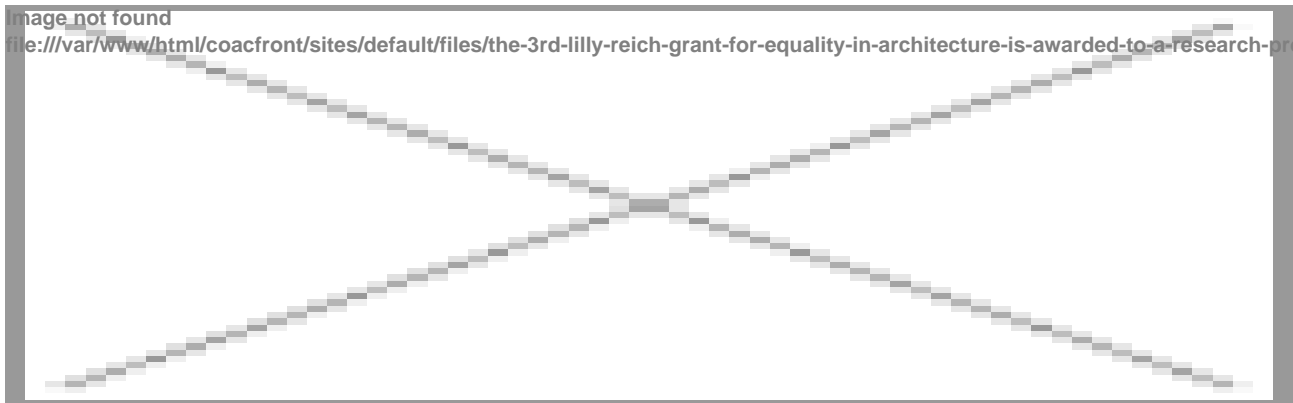 Image not found
file:///var/www/html/coacfront/sites/default/files/the-3rd-lilly-reich-grant-for-equality-in-architecture-is-awarded-to-a-research-pr